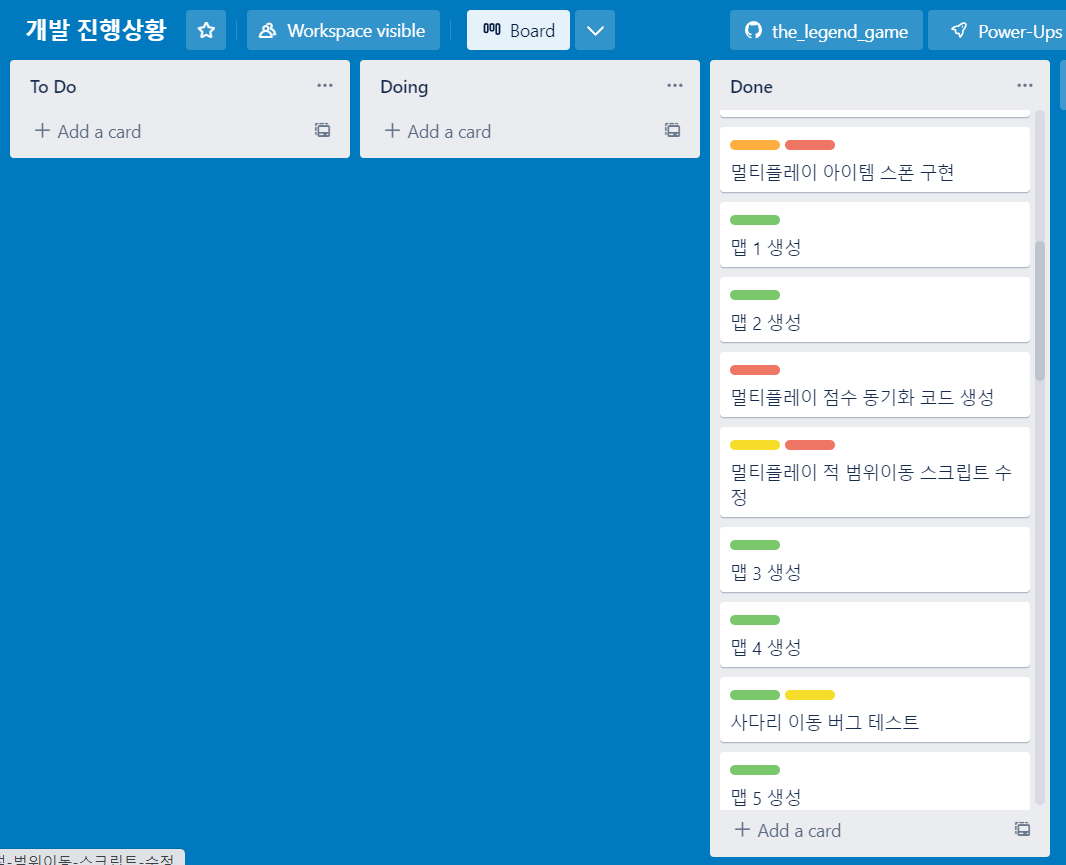 개발 진행상황
Workspace visible
Board
the_legend_game
Power-Ups
To Do
Add a card
Doing
Add a card
Done
멀티플레이 아이템 스폰 구현
맵 1 생성
맵 2 생성
멀티플레이 점수 동기화 코드 생성
멀티플레이 적 범위이동 스크립트 수
정
맵 3 생성
맵 4 생성
사다리 이동 버그 테스트
맵 5 생성
Add a card
-범위이동-스크립트-수정